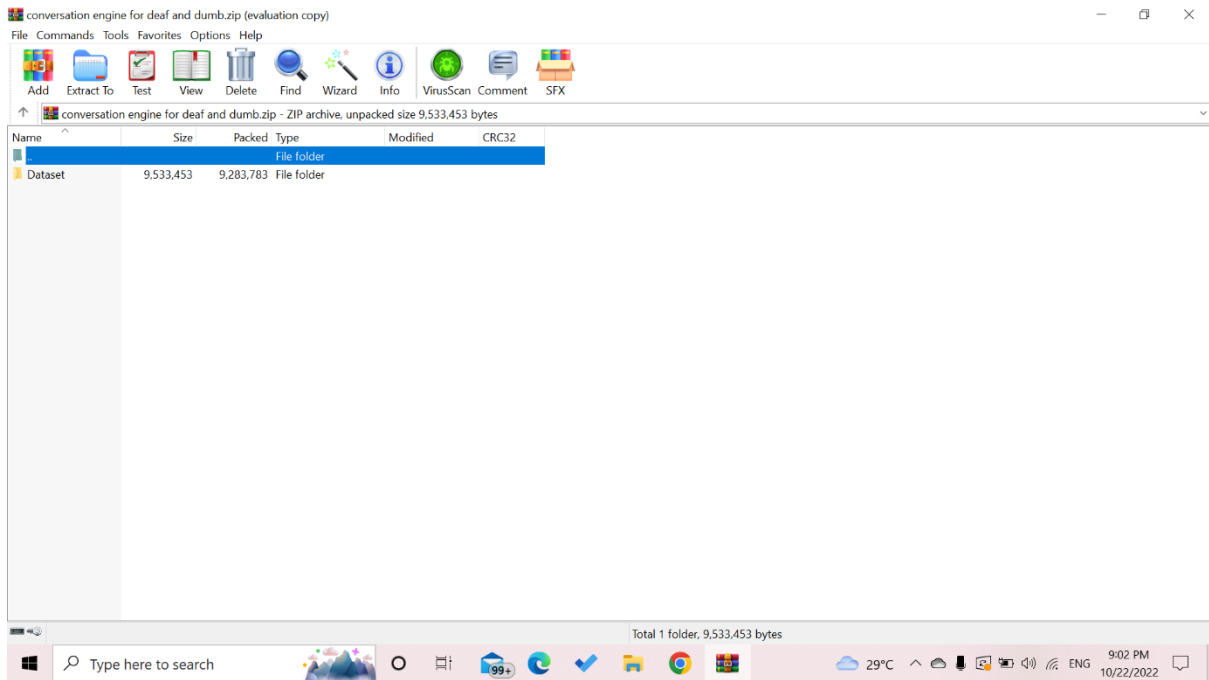 conversation engine for deaf and dumb.zip (evaluation copy)
File Commands Tools Favorites Options Help
Add Extract To Test View Delete Find Wizard Info VirusScan Comment SFX
conversation engine for deaf and dumb.zip - ZIP archive, unpacked size 9,533,453 bytes
Name Size Packed Type Modified CRC32
.. File folder
Dataset 9,533,453 9,283,783 File folder
Total 1 folder, 9,533,453 bytes
Type here to search 99+ 29°C ENG 9:02 PM
10/22/2022